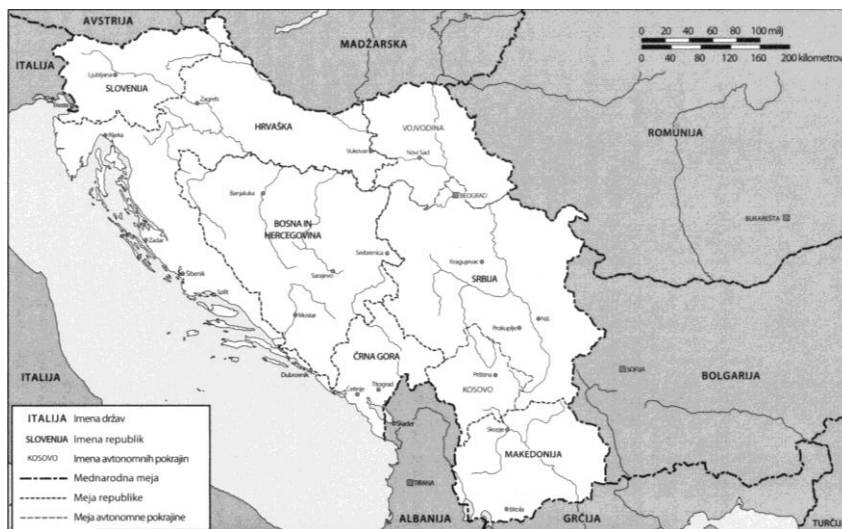 AVSTRIJA
MADŽARSKA
0 20 40 60 80 100 milj
0 40 80 120 160 200 kilometrov
ITALIJA
Ljubljana
SLOVENIJA
Zagreb
HRVAŠKA
VOJVODINA
ROMUNIJA
Rijeka
Vukovar
Novi Sad
Banjaluka
BEOGRAD
BUKAREŠTA
BOSNA IN
HERCEGOVINA
Zadar
Srebrenica
Kragujevac
Šibenik
Sarajevo
SRBIJA
Split
Mostar
Prokuplje
Niš
ČRNA GORA
SOFIJA
ITALIJA
Dubrovnik
Cetinje
Titograd
Priština
KOSOVO
BOLGARIJA
Skader
Skopje
MAKEDONIJA
TIRANA
Bitola
ALBANIJA
GRČIJA
TURČIJA
ITALIJA Imena držav
SLOVENIJA Imena republik
KOSOVO Imena avtonomnih pokrajin
Mednarodna meja
Meja republike
Meja avtonomne pokrajine